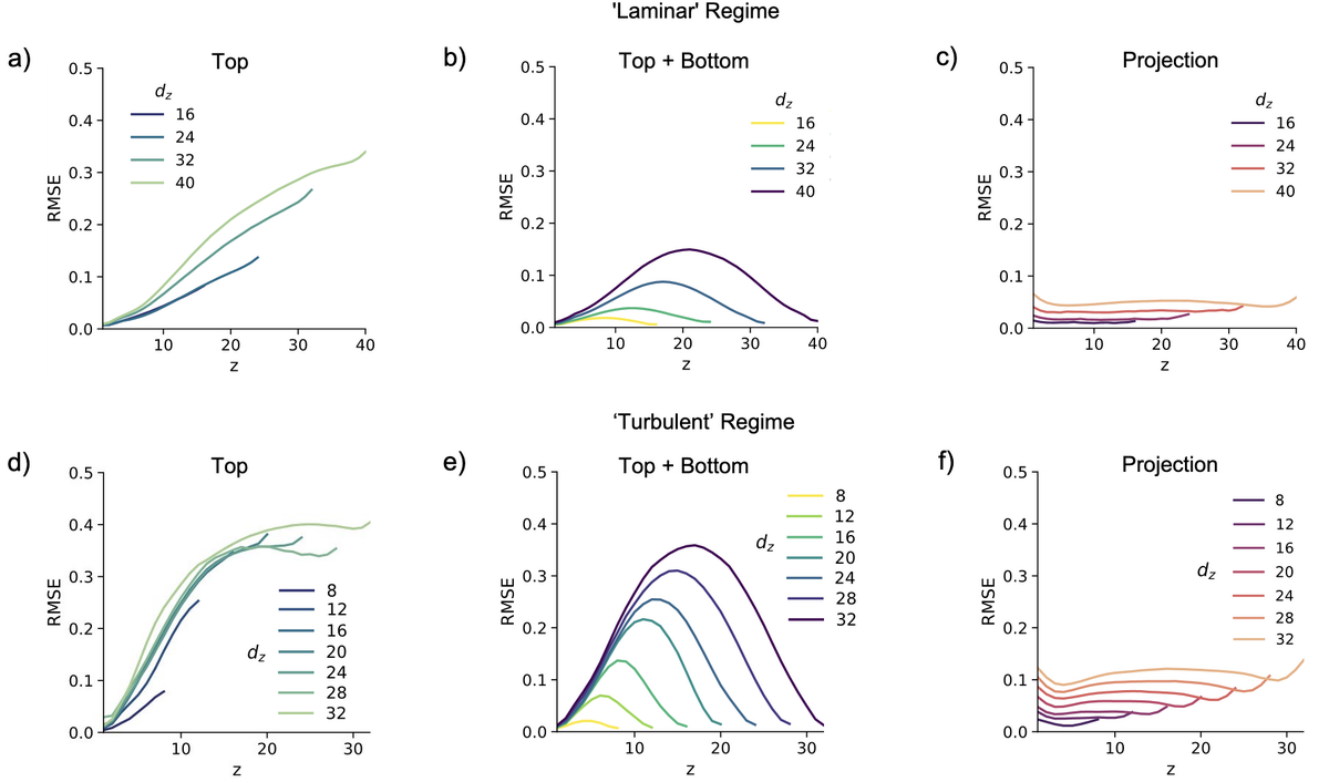 'Laminar' Regime
a)
Top
0.5
0.4
0.3
0.2
0.1
0.0
RMSE
10
20
30
40
z
d_z
16
24
32
40
b)
Top + Bottom
0.5
0.4
0.3
0.2
0.1
0.0
RMSE
10
20
30
40
z
d_z
16
24
32
40
c)
Projection
0.5
0.4
0.3
0.2
0.1
0.0
RMSE
10
20
30
40
z
d_z
16
24
32
40
‘Turbulent’ Regime
d)
Top
0.5
0.4
0.3
0.2
0.1
0.0
RMSE
10
20
30
z
d_z
8
12
16
20
24
28
32
e)
Top + Bottom
0.5
0.4
0.3
0.2
0.1
0.0
RMSE
10
20
30
z
d_z
8
12
16
20
24
28
32
f)
Projection
0.5
0.4
0.3
0.2
0.1
0.0
RMSE
10
20
30
z
d_z
8
12
16
20
24
28
32